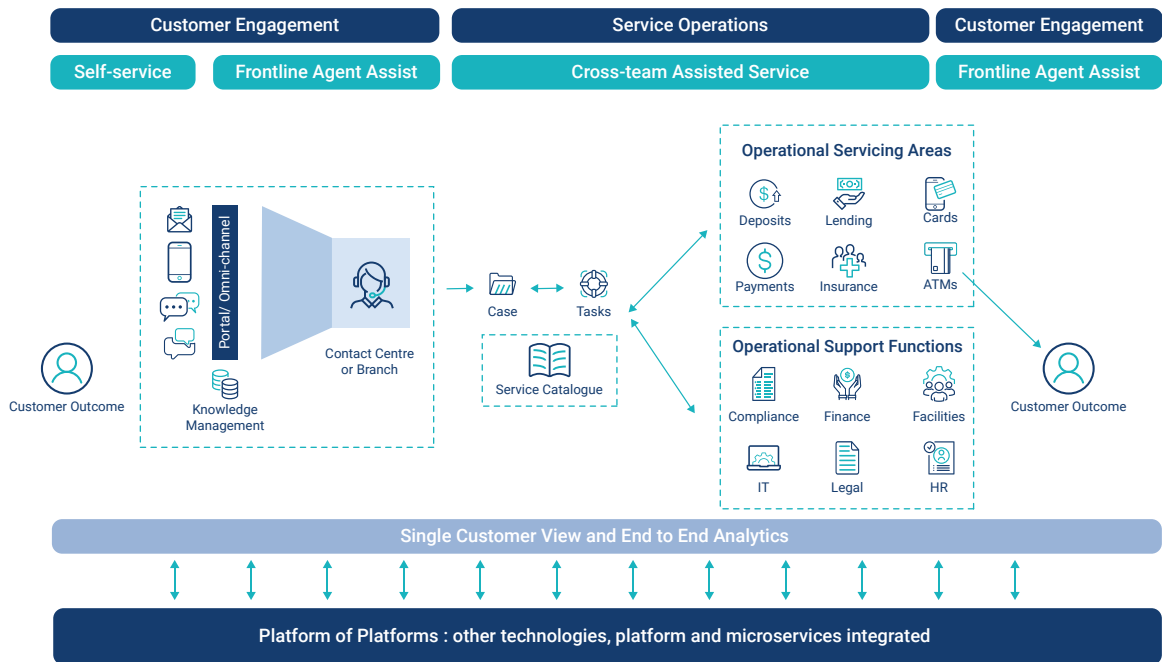 Customer Engagement
Service Operations
Customer Engagement
Self-service
Frontline Agent Assist
Cross-team Assisted Service
Frontline Agent Assist
Customer Outcome
Portal/ Omni-channel
Knowledge
Management
Contact Centre
or Branch
Case
Tasks
Service Catalogue
Operational Servicing Areas
Deposits
Lending
Cards
Payments
Insurance
ATMs
Operational Support Functions
Compliance
Finance
Facilities
IT
Legal
HR
Customer Outcome
Single Customer View and End to End Analytics
Platform of Platforms : other technologies, platform and microservices integrated